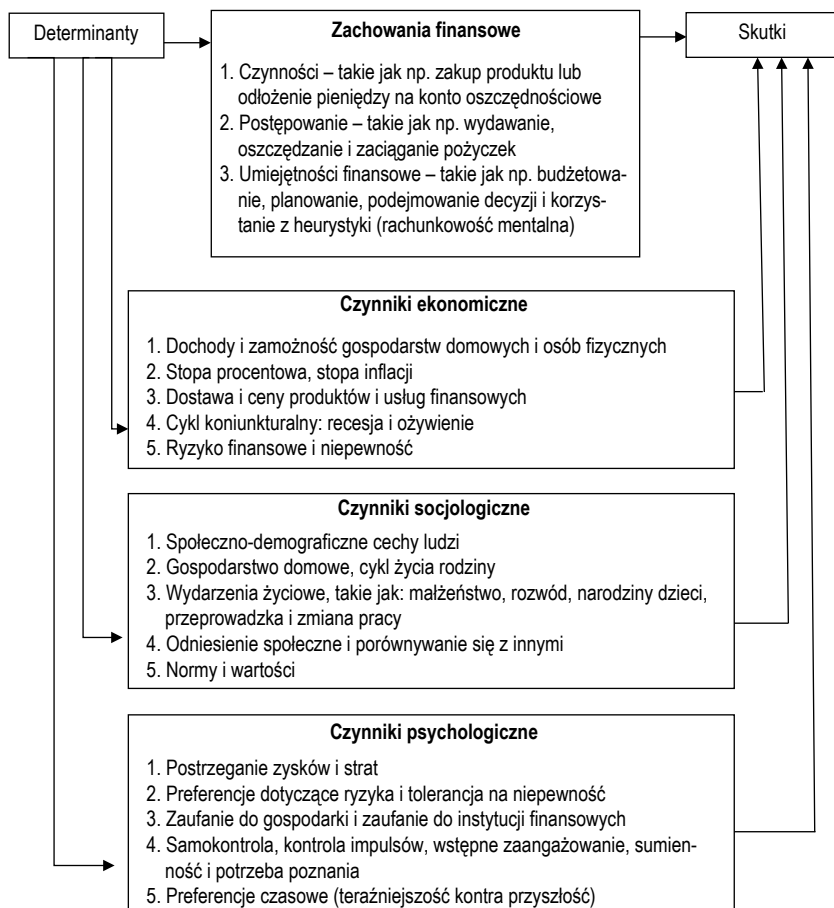 Determinanty
Zachowania finansowe
1. Czynności – takie jak np. zakup produktu lub
odłożenie pieniędzy na konto oszczędnościowe
2. Postępowanie – takie jak np. wydawanie,
oszczędzanie i zaciąganie pożyczek
3. Umiejętności finansowe – takie jak np. budżetowa-
nie, planowanie, podejmowanie decyzji i korzys-
tanie z heurystyki (rachunkowość mentalna)
Skutki
Czynniki ekonomiczne
1. Dochody i zamożność gospodarstw domowych i osób fizycznych
2. Stopa procentowa, stopa inflacji
3. Dostawa i ceny produktów i usług finansowych
4. Cykl koniunkturalny: recesja i ożywienie
5. Ryzyko finansowe i niepewność
Czynniki socjologiczne
1. Społeczno-demograficzne cechy ludzi
2. Gospodarstwo domowe, cykl życia rodziny
3. Wydarzenia życiowe, takie jak: małżeństwo, rozwód, narodziny dzieci,
przeprowadzka i zmiana pracy
4. Odniesienie społeczne i porównywanie się z innymi
5. Normy i wartości
Czynniki psychologiczne
1. Postrzeganie zysków i strat
2. Preferencje dotyczące ryzyka i tolerancja na niepewność
3. Zaufanie do gospodarki i zaufanie do instytucji finansowych
4. Samokontrola, kontrola impulsów, wstępne zaangażowanie, sumien-
ność i potrzeba poznania
5. Preferencje czasowe (teraźniejszość kontra przyszłość)